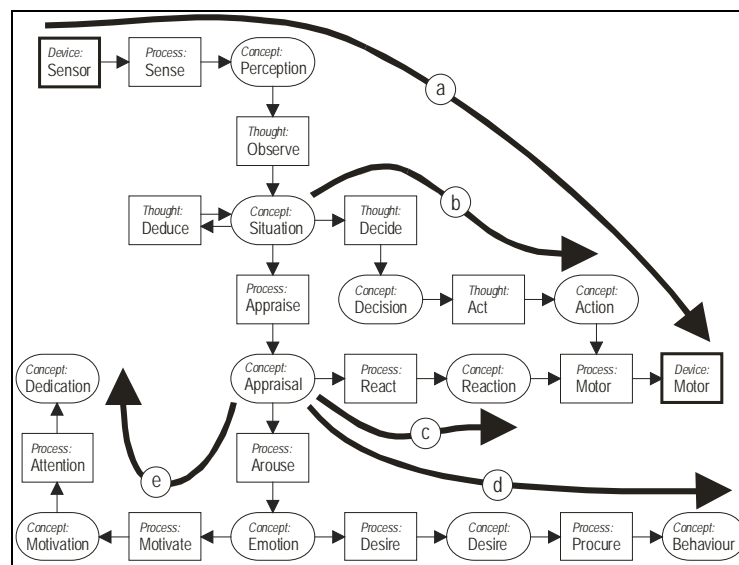 Device:
Sensor
Process:
Sense
Concept:
Perception
a
Thought:
Observe
Thought:
Deduce
Concept:
Situation
Thought:
Decide
b
Process:
Appraise
Concept:
Decision
Thought:
Act
Concept:
Action
Concept:
Dedication
Concept:
Appraisal
Process:
React
Concept:
Reaction
Process:
Motor
Device:
Motor
c
Process:
Attention
e
Process:
Arouse
d
Concept:
Motivation
Process:
Motivate
Concept:
Emotion
Process:
Desire
Concept:
Desire
Process:
Procure
Concept:
Behaviour